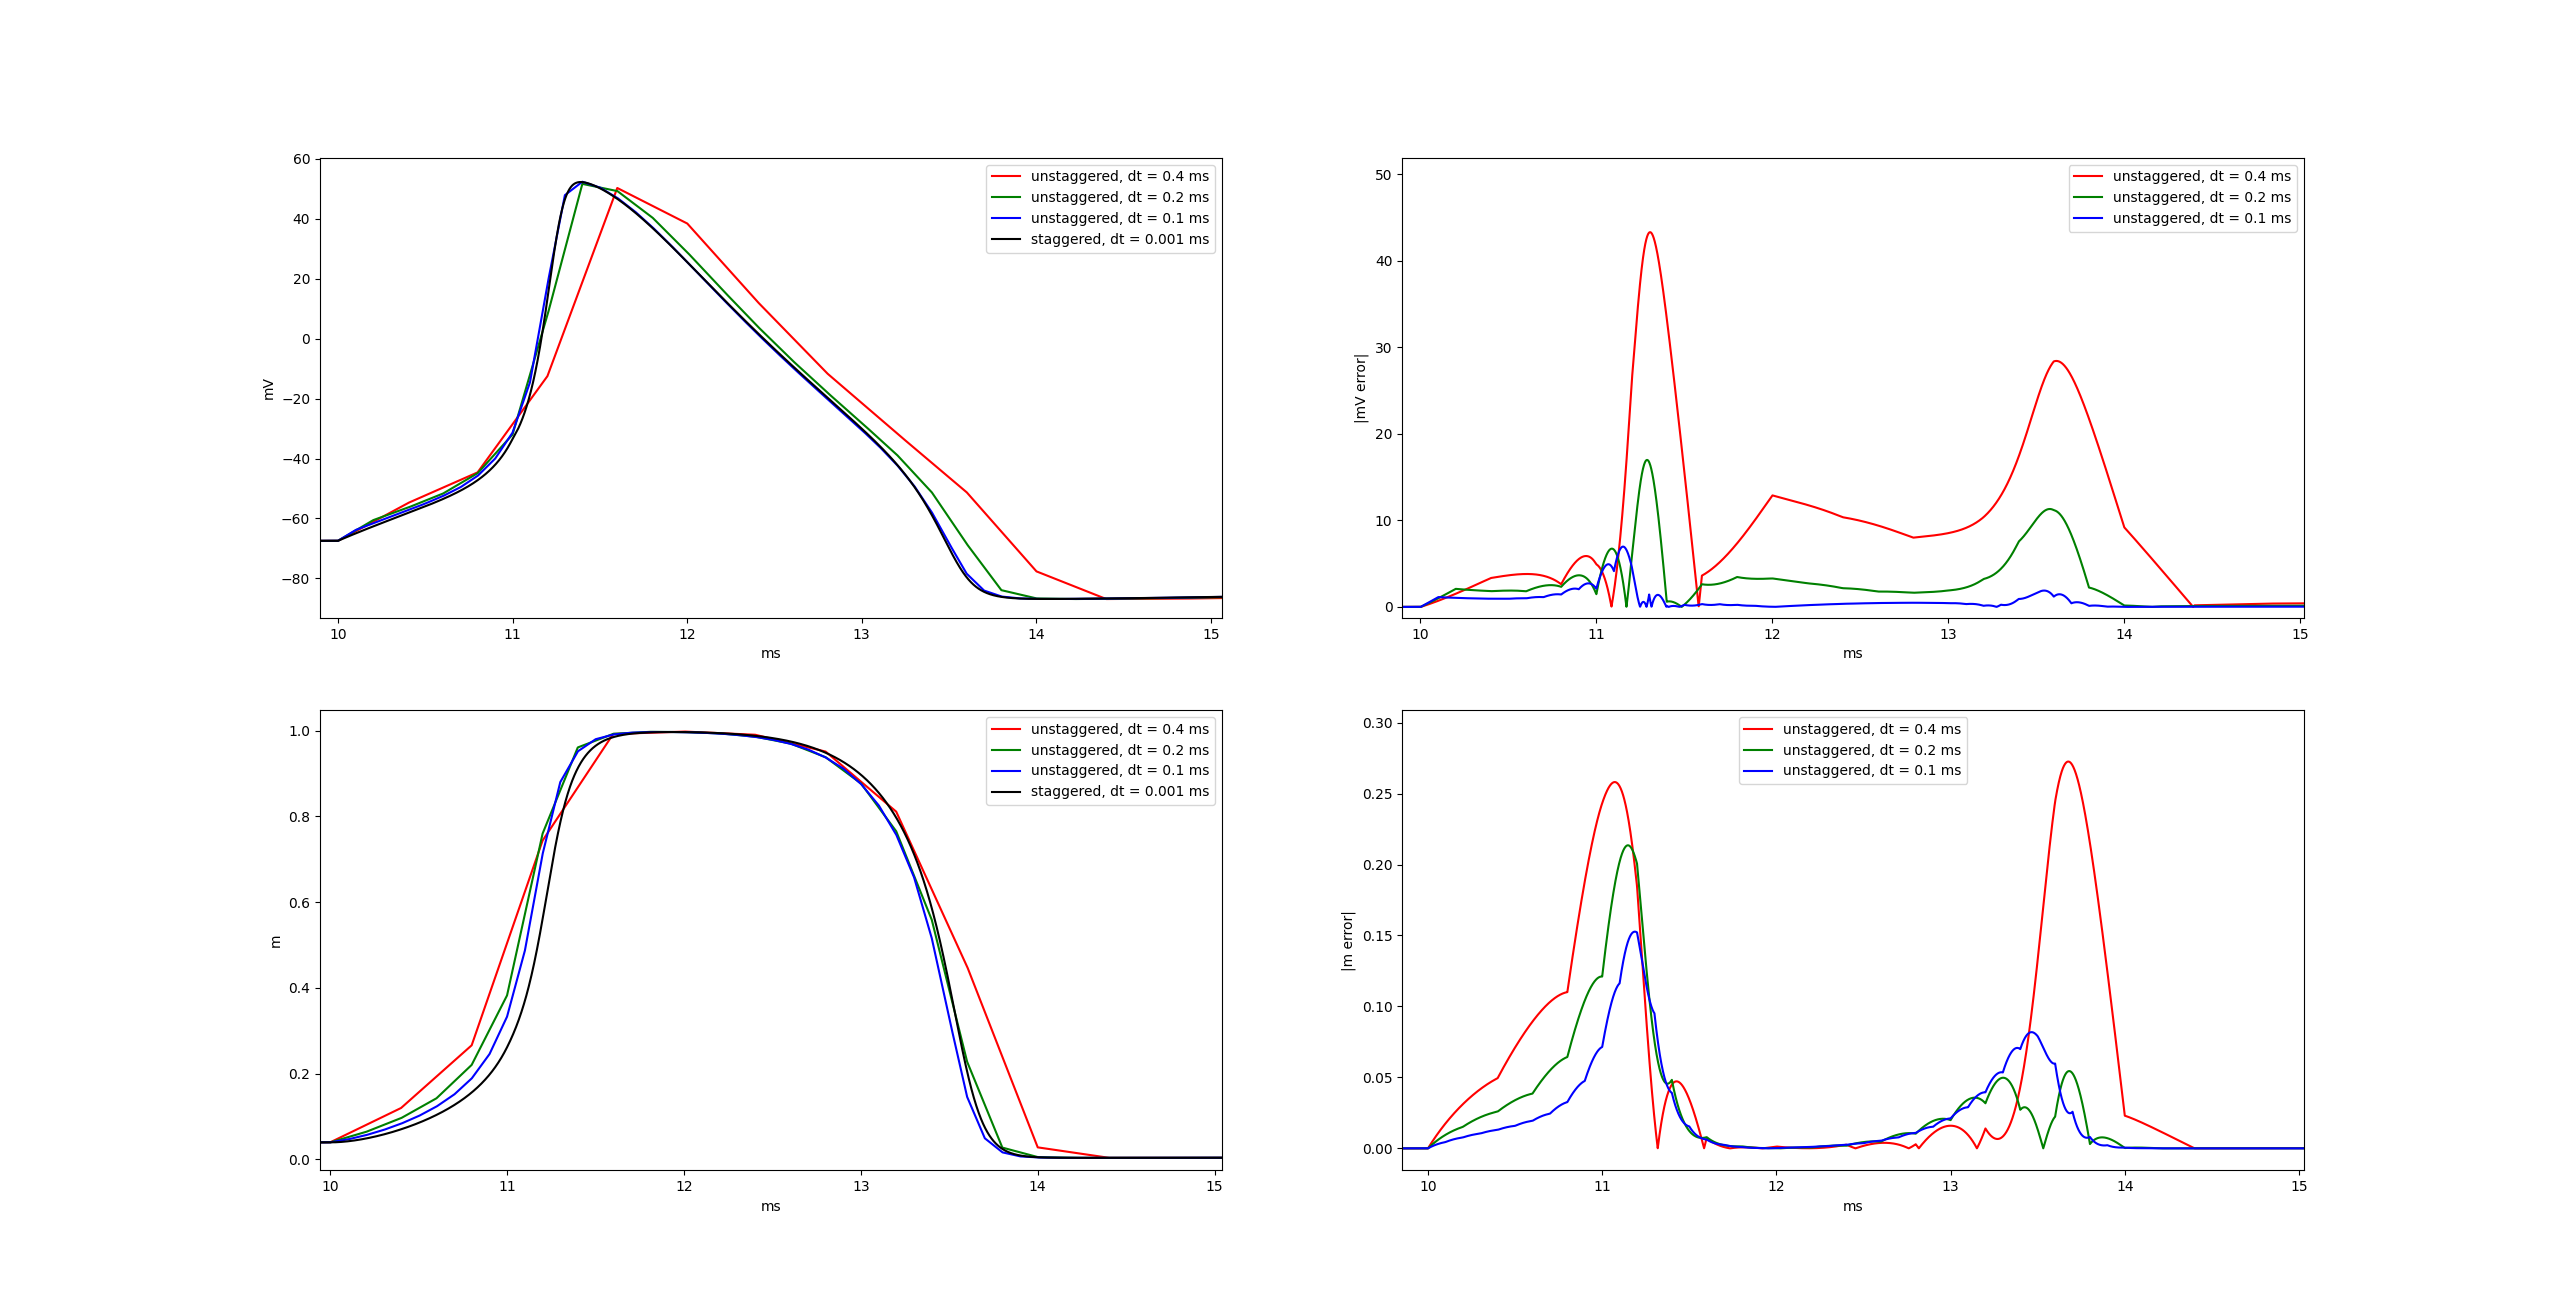 60
40
20
0
−20
−40
−60
−80
mV
10 11 12 13 14 15
ms
unstaggered, dt = 0.4 ms
unstaggered, dt = 0.2 ms
unstaggered, dt = 0.1 ms
staggered, dt = 0.001 ms
50
40
30
20
10
0
|mV error|
10 11 12 13 14 15
ms
unstaggered, dt = 0.4 ms
unstaggered, dt = 0.2 ms
unstaggered, dt = 0.1 ms
1.0
0.8
0.6
0.4
0.2
0.0
m
10 11 12 13 14 15
ms
unstaggered, dt = 0.4 ms
unstaggered, dt = 0.2 ms
unstaggered, dt = 0.1 ms
staggered, dt = 0.001 ms
0.30
0.25
0.20
0.15
0.10
0.05
0.00
|m error|
10 11 12 13 14 15
ms
unstaggered, dt = 0.4 ms
unstaggered, dt = 0.2 ms
unstaggered, dt = 0.1 ms